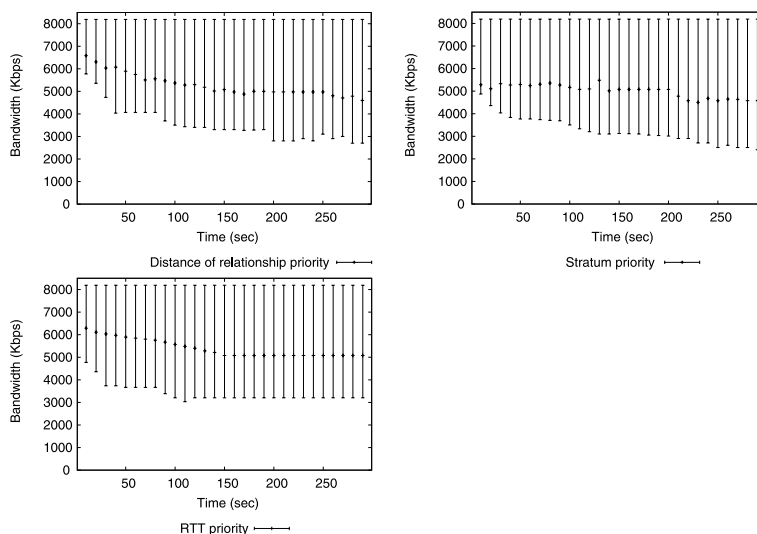 8000
7000
6000
5000
4000
3000
2000
1000
0
Bandwidth (Kbps)
50 100 150 200 250
Time (sec)
Distance of relationship priority
8000
7000
6000
5000
4000
3000
2000
1000
0
Bandwidth (Kbps)
50 100 150 200 250
Time (sec)
Stratum priority
8000
7000
6000
5000
4000
3000
2000
1000
0
Bandwidth (Kbps)
50 100 150 200 250
Time (sec)
RTT priority